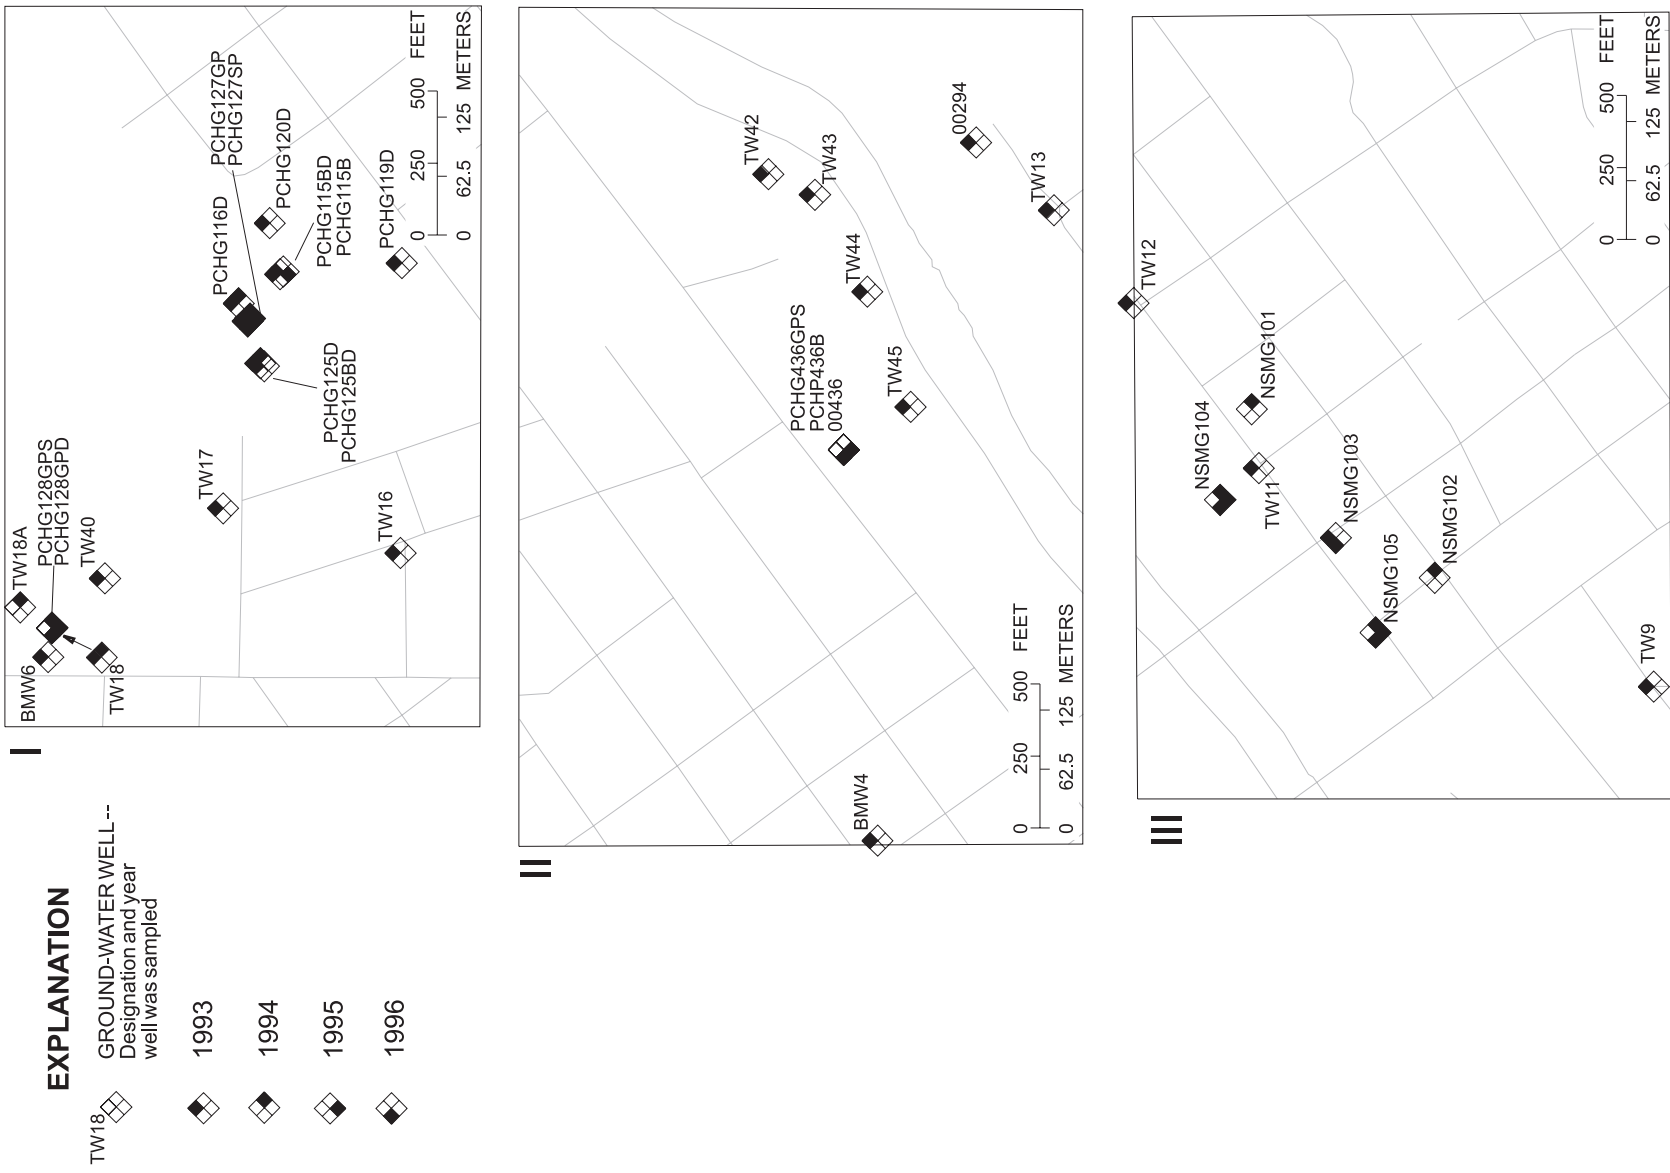 EXPLANATION
TW18
GROUND-WATER WELL--
Designation and year
well was sampled
1993
1994
1995
1996
I
BMW6
TW18A
PCHG128GPS
PCHG128GPD
TW40
TW18
TW17
TW16
PCHG116D
PCHG127GP
PCHG127SP
PCHG120D
PCHG115BD
PCHG115B
PCHG119D
PCHG125D
PCHG125BD
0 250 500 FEET
0 62.5 125 METERS
II
BMW4
PCHG436GPS
PCHP436B
00436
TW45
TW44
TW42
TW43
00294
TW13
0 250 500 FEET
0 62.5 125 METERS
III
TW12
NSMG104
NSMG101
TW11
NSMG103
NSMG105
NSMG102
TW9
0 250 500 FEET
0 62.5 125 METERS